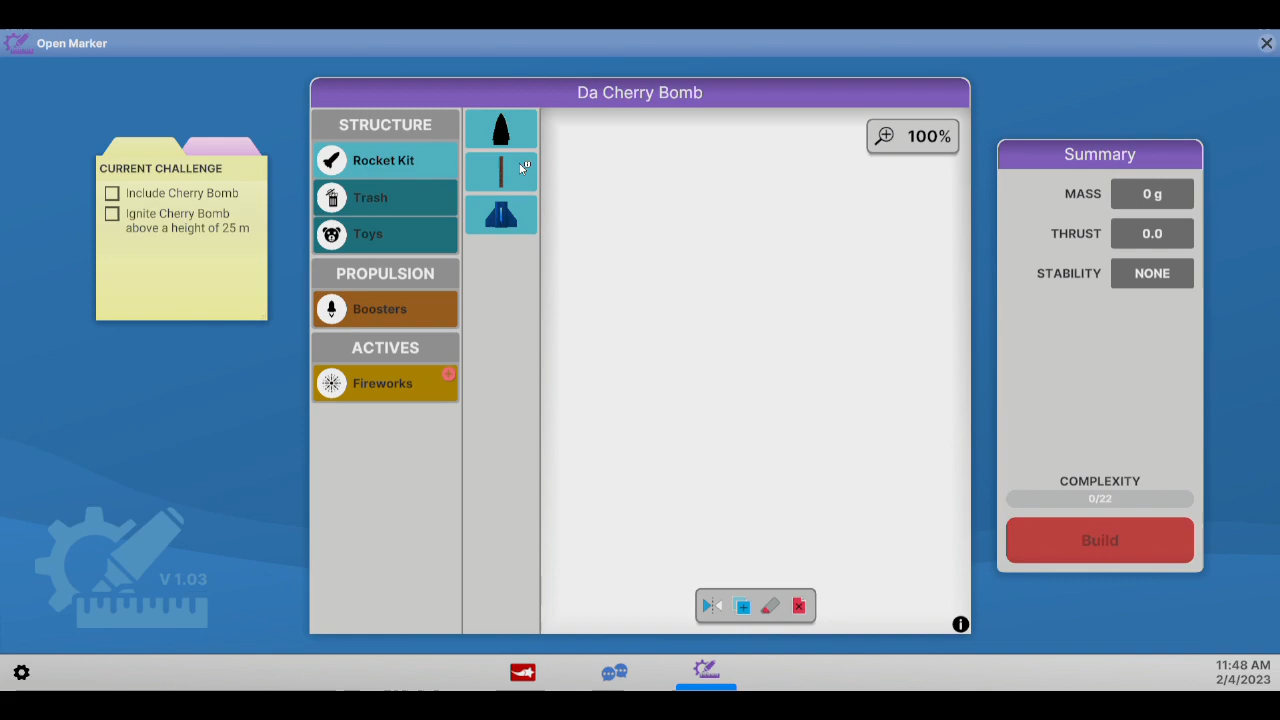 Open Marker
Da Cherry Bomb
STRUCTURE
Rocket Kit
Trash
Toys
PROPULSION
Boosters
ACTIVES
Fireworks
100%
CURRENT CHALLENGE
Include Cherry Bomb
Ignite Cherry Bomb
above a height of 25 m
Summary
MASS 0 g
THRUST 0.0
STABILITY NONE
COMPLEXITY
0/22
Build
V 1.03
11:48 AM
2/4/2023